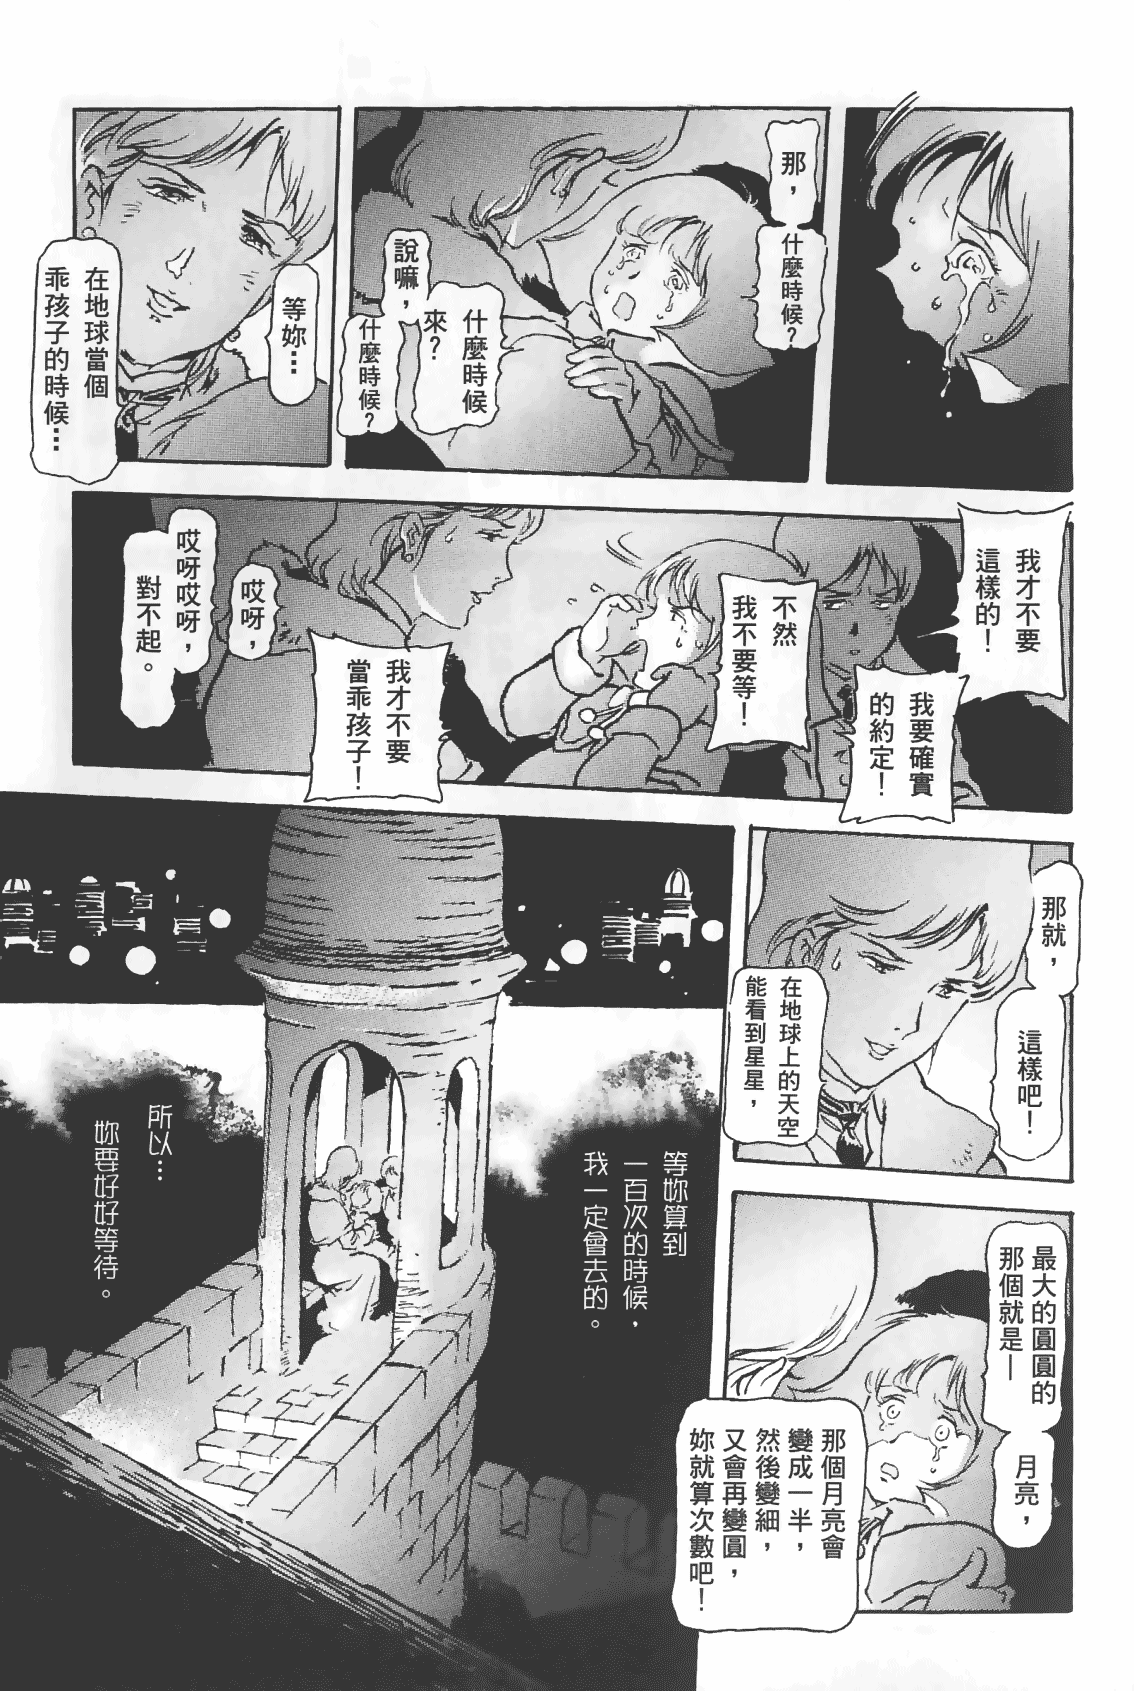 那，
什麼時候？
什麼時候
來？
說嘛，
什麼時候？
等妳⋯
在地球當個
乖孩子的時候⋯
我才不要
這樣的！
我要確實
的約定！
不然
我不要等！
我才不要
當乖孩子！
哎呀，
哎呀哎呀，
對不起。
那就，
這樣吧！
在地球上的天空
能看到星星，
最大的圓圓的
那個就是—
月亮，
那個月亮會
變成一半，
然後變細，
又會再變圓，
妳就算次數吧！
等妳算到
一百次的時候，
我一定會去的。
所以⋯
妳要好好等待。